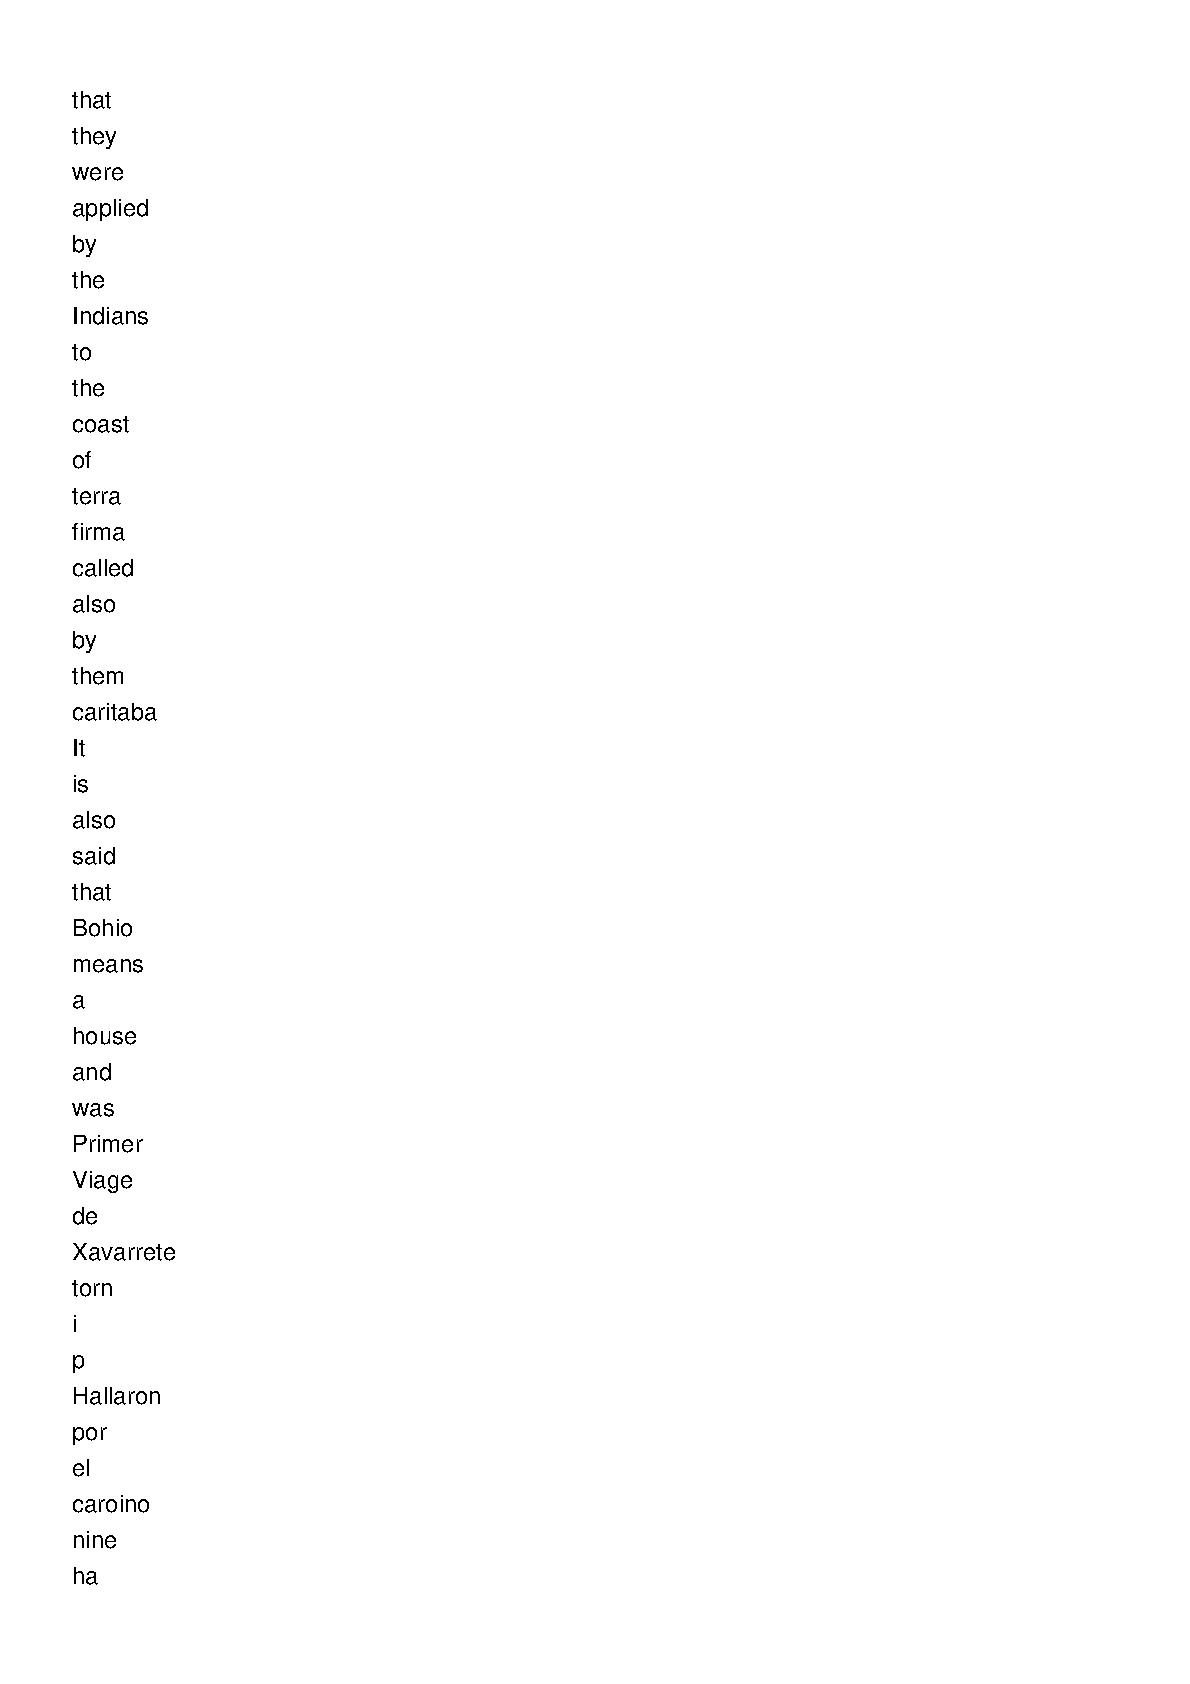 that
they
were
applied
by
the
Indians
to
the
coast
of
terra
firma
called
also
by
them
caritaba
It
is
also
said
that
Bohio
means
a
house
and
was
Primer
Viage
de
Xavarrete
torn
i
p
Hallaron
por
el
caroino
nine
ha